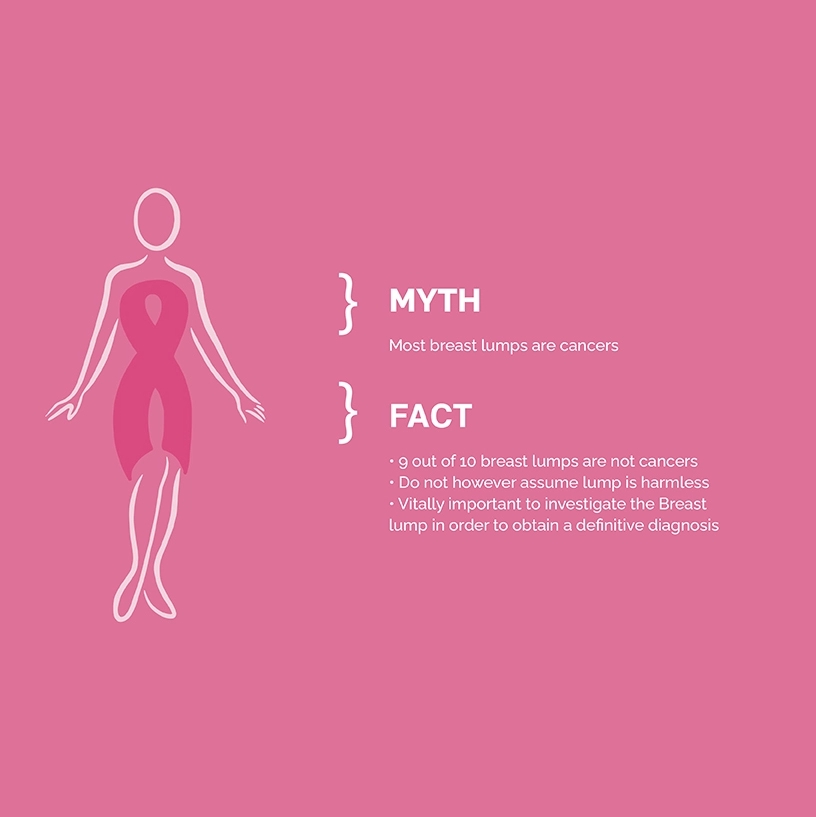 MYTH
Most breast lumps are cancers
FACT
• 9 out of 10 breast lumps are not cancers
• Do not however assume lump is harmless
• Vitally important to investigate the Breast
lump in order to obtain a definitive diagnosis